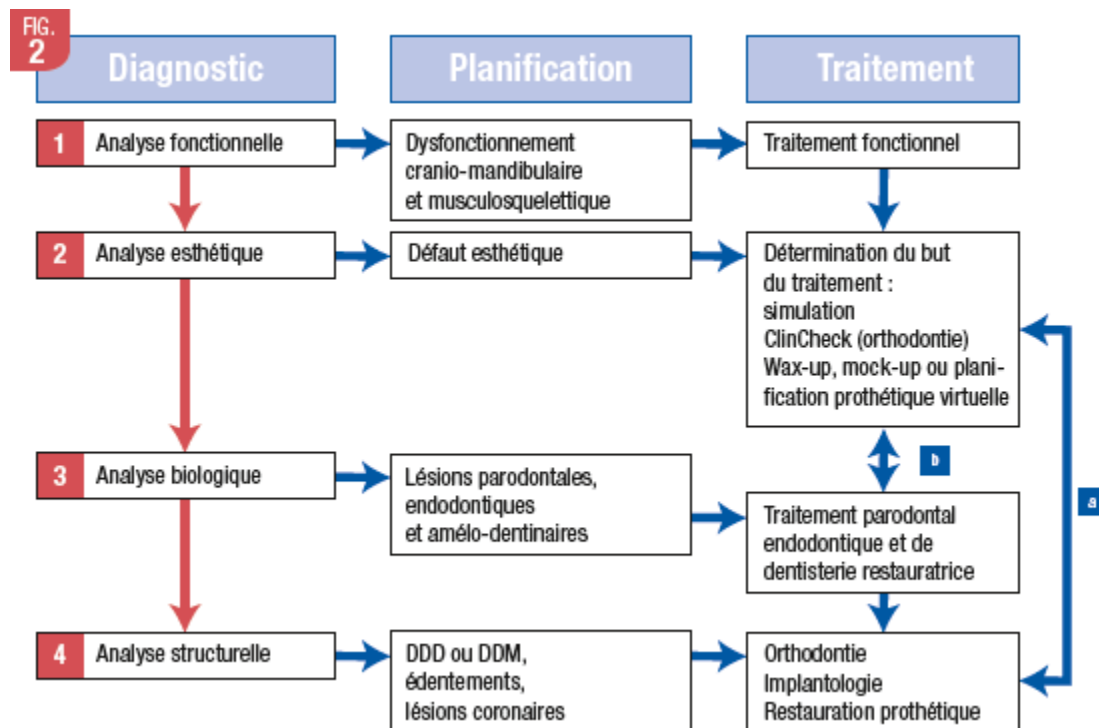 FIG.
2
Diagnostic
Planification
Traitement
1
Analyse fonctionnelle
Dysfonctionnement
cranio-mandibulaire
et musculosquelettique
Traitement fonctionnel
2
Analyse esthétique
Défaut esthétique
Détermination du but
du traitement :
simulation
ClinCheck (orthodontie)
Wax-up, mock-up ou plani-
fication prothétique virtuelle
b
a
3
Analyse biologique
Lésions parodontales,
endodontiques
et amélo-dentinaires
Traitement parodontal
endodontique et de
dentisterie restauratrice
4
Analyse structurelle
DDD ou DDM,
édentements,
lésions coronaires
Orthodontie
Implantologie
Restauration prothétique